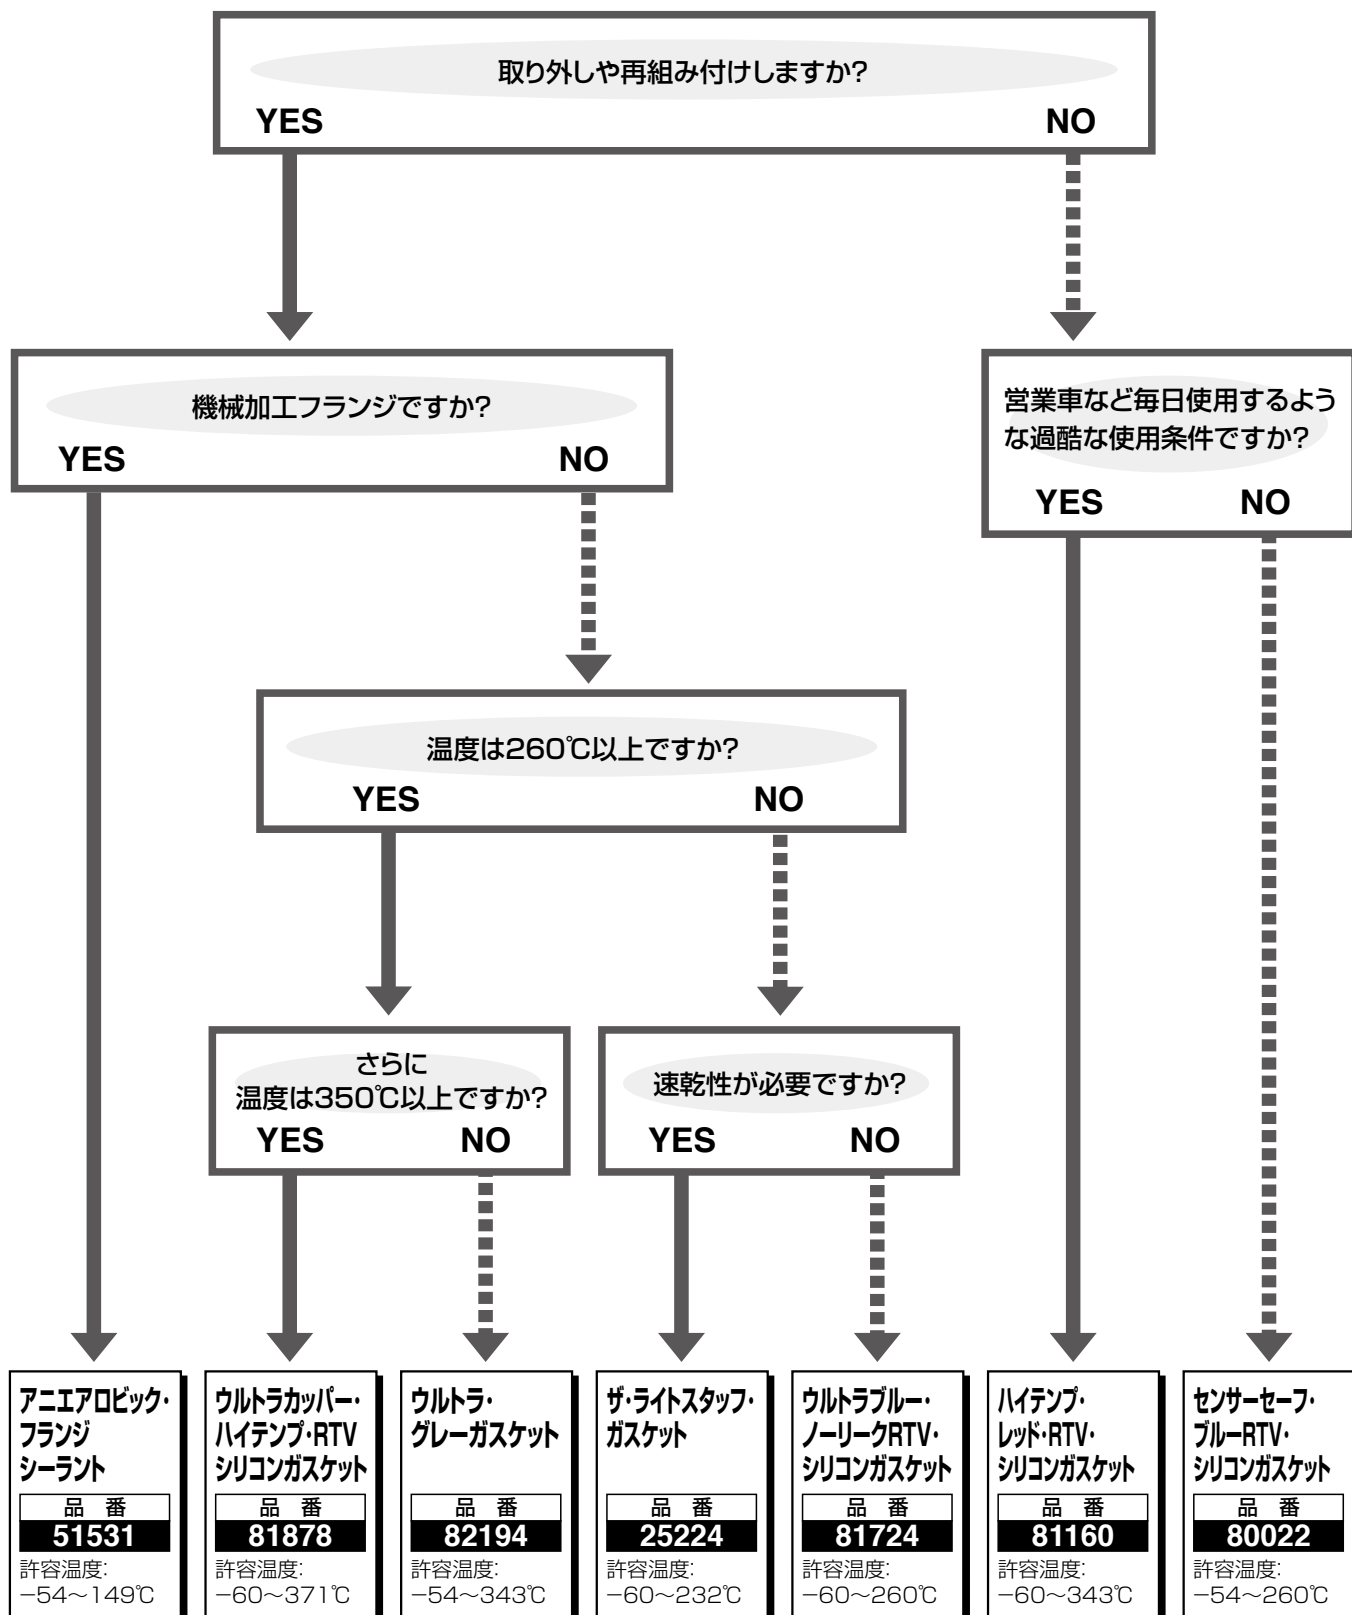 取り外しや再組み付けしますか?
YES
NO
機械加工フランジですか?
YES
NO
営業車など毎日使用するよう
な過酷な使用条件ですか?
YES
NO
温度は260℃以上ですか?
YES
NO
さらに
温度は350℃以上ですか?
YES
NO
速乾性が必要ですか?
YES
NO
アニエアロビック・
フランジ
シーラント
品 番
51531
許容温度:
−54〜149℃
ウルトラカッパー・
ハイテンプ・RTV
シリコンガスケット
品 番
81878
許容温度:
−60〜371℃
ウルトラ・
グレーガスケット
品 番
82194
許容温度:
−54〜343℃
ザ・ライトスタッフ・
ガスケット
品 番
25224
許容温度:
−60〜232℃
ウルトラブルー・
ノーリークRTV・
シリコンガスケット
品 番
81724
許容温度:
−60〜260℃
ハイテンプ・
レッド・RTV・
シリコンガスケット
品 番
81160
許容温度:
−60〜343℃
センサーセーフ・
ブルーRTV・
シリコンガスケット
品 番
80022
許容温度:
−54〜260℃